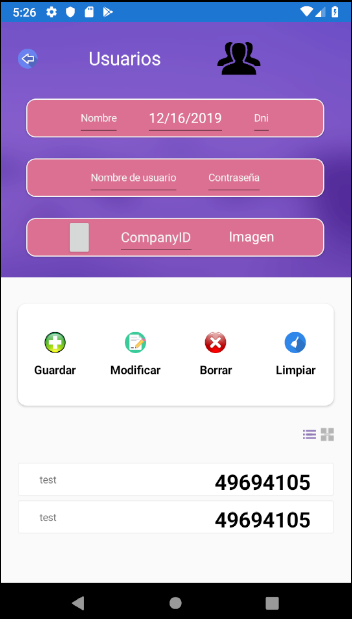 5:26
Usuarios
Nombre 12/16/2019 Dni
Nombre de usuario Contraseña
CompanyID Imagen
Guardar Modificar Borrar Limpiar
test 49694105
test 49694105